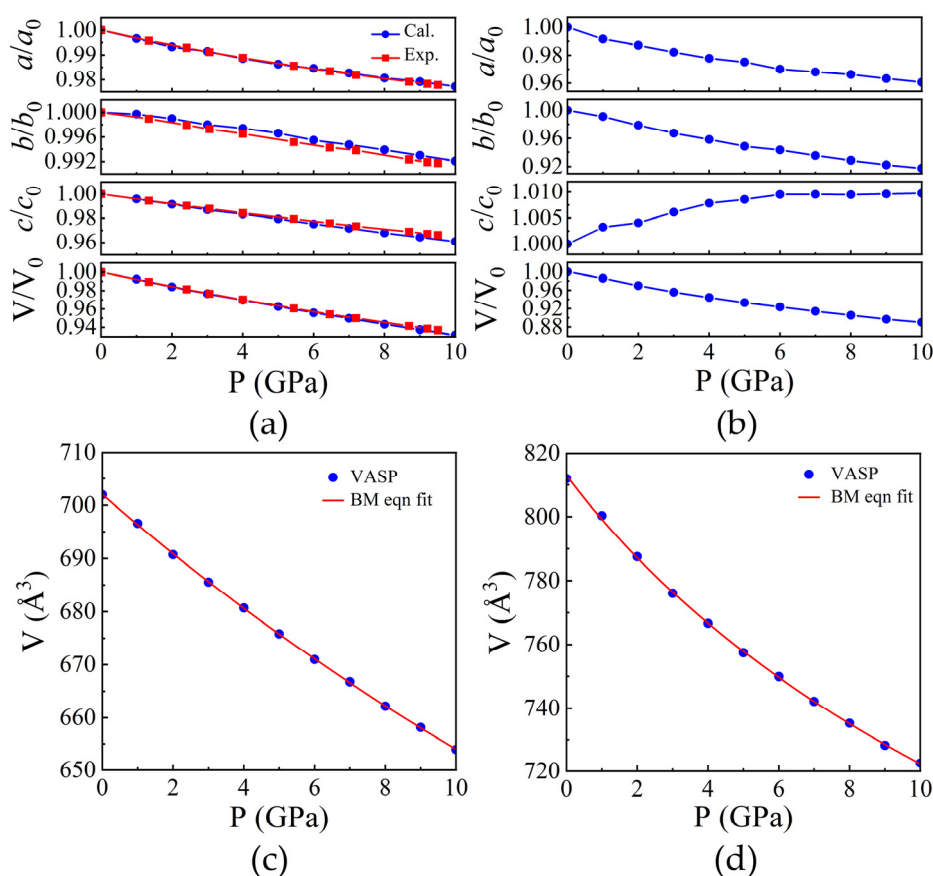 a/a0
1.00
0.99
0.98
Cal.
Exp.
b/b0
1.000
0.996
0.992
c/c0
1.00
0.98
0.96
V/V0
1.00
0.98
0.96
0.94
0 2 4 6 8 10
P (GPa)
(a)
a/a0
1.00
0.98
0.96
b/b0
1.00
0.96
0.92
c/c0
1.010
1.005
1.000
V/V0
1.00
0.96
0.92
0.88
0 2 4 6 8 10
P (GPa)
(b)
V (Å³)
710
700
690
680
670
660
650
VASP
BM eqn fit
0 2 4 6 8 10
P (GPa)
(c)
V (Å³)
820
800
780
760
740
720
VASP
BM eqn fit
0 2 4 6 8 10
P (GPa)
(d)